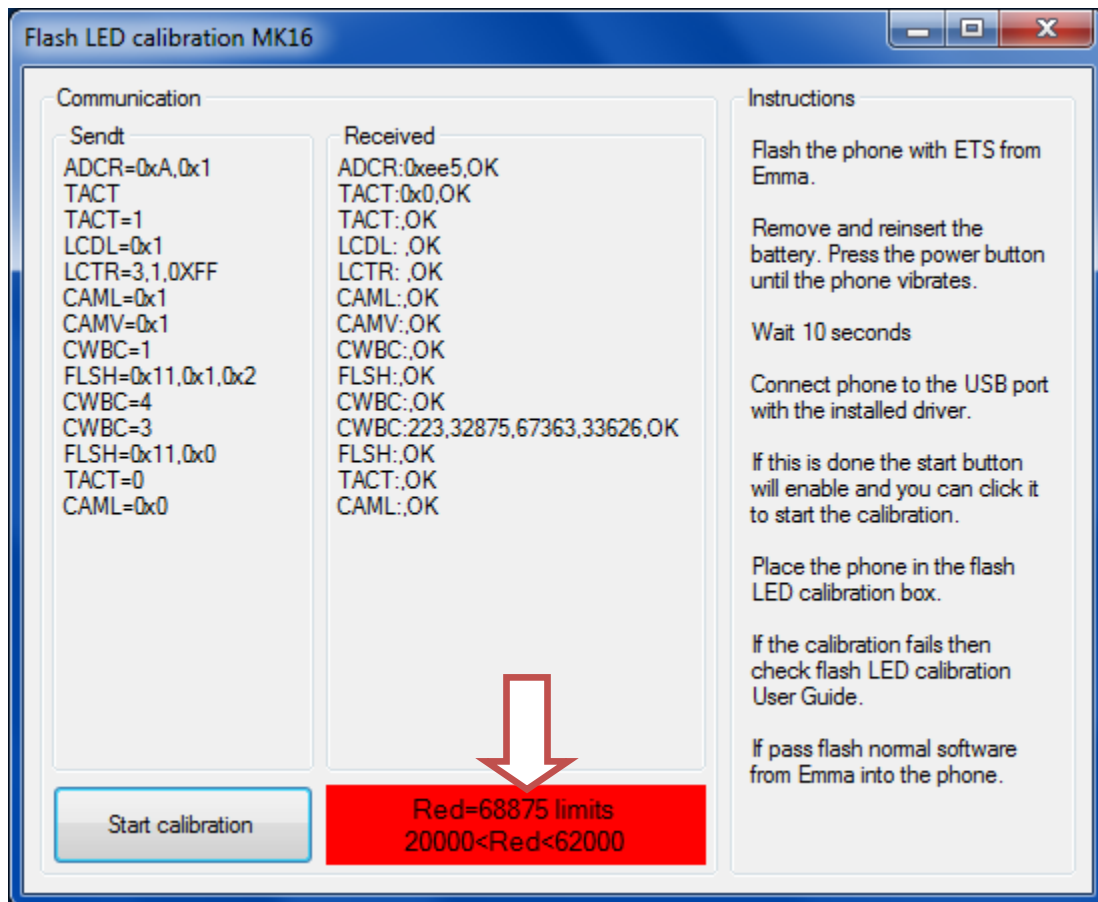 Flash LED calibration MK16
Communication
Sendt
ADCR=0xA,0x1
TACT
TACT=1
LCDL=0x1
LCTR=3,1,0XFF
CAML=0x1
CAMV=0x1
CWBC=1
FLSH=0x11,0x1,0x2
CWBC=4
CWBC=3
FLSH=0x11,0x0
TACT=0
CAML=0x0
Received
ADCR:0xee5,OK
TACT:0x0,OK
TACT:,OK
LCDL: ,OK
LCTR: ,OK
CAML:,OK
CAMV:,OK
CWBC:,OK
FLSH:,OK
CWBC:,OK
CWBC:223,32875,67363,33626,OK
FLSH:,OK
TACT:,OK
CAML:,OK
Start calibration
Red=68875 limits
20000<Red<62000
Instructions
Flash the phone with ETS from
Emma.
Remove and reinsert the
battery. Press the power button
until the phone vibrates.
Wait 10 seconds
Connect phone to the USB port
with the installed driver.
If this is done the start button
will enable and you can click it
to start the calibration.
Place the phone in the flash
LED calibration box.
If the calibration fails then
check flash LED calibration
User Guide.
If pass flash normal software
from Emma into the phone.